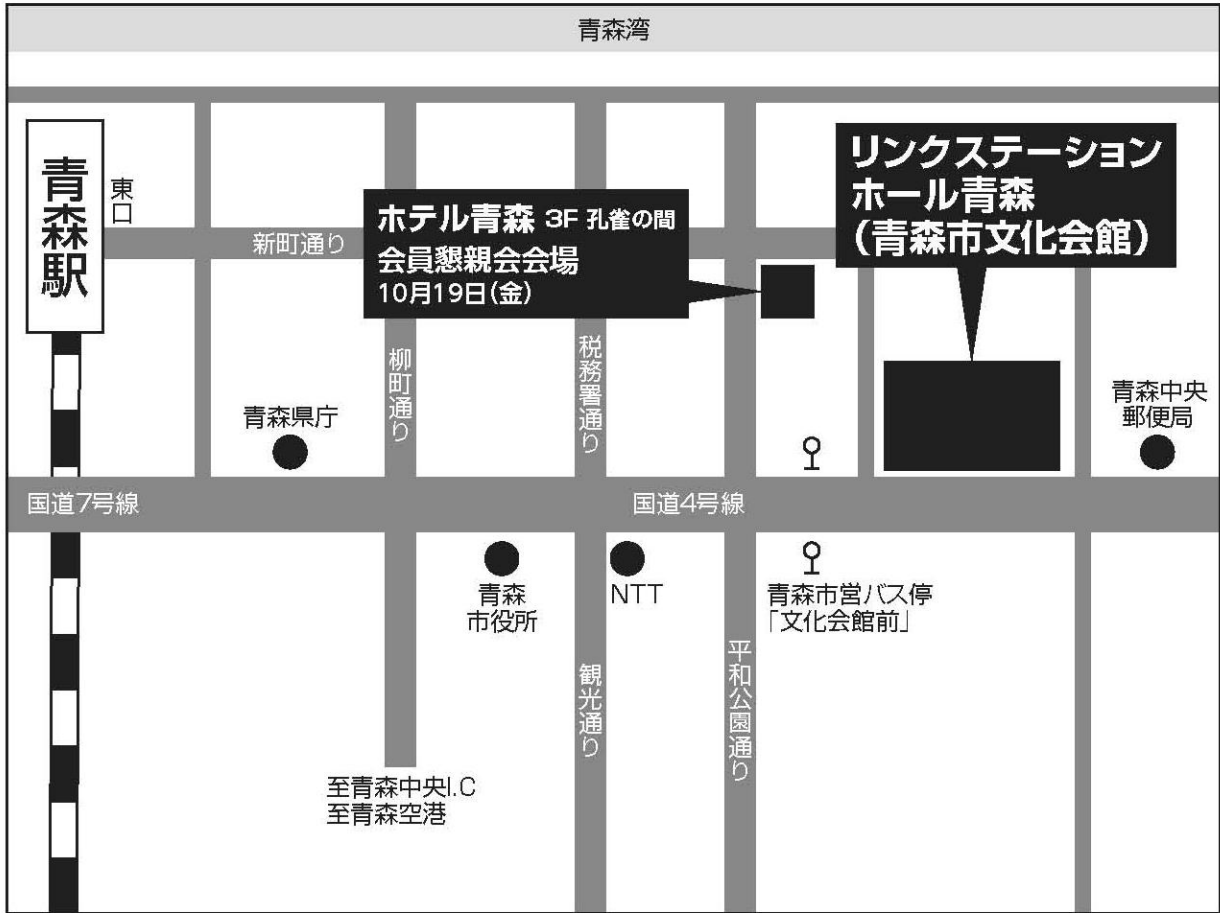 青森湾
青森駅
東口
新町通り
ホテル青森 3F 孔雀の間
会員懇親会会場
10月19日(金)
リンクステーション
ホール青森
(青森市文化会館)
柳町通り
税務署通り
青森県庁
青森中央
郵便局
国道7号線
国道4号線
青森
市役所
NTT
青森市営バス停
「文化会館前」
観光通り
平和公園通り
至青森中央I.C
至青森空港